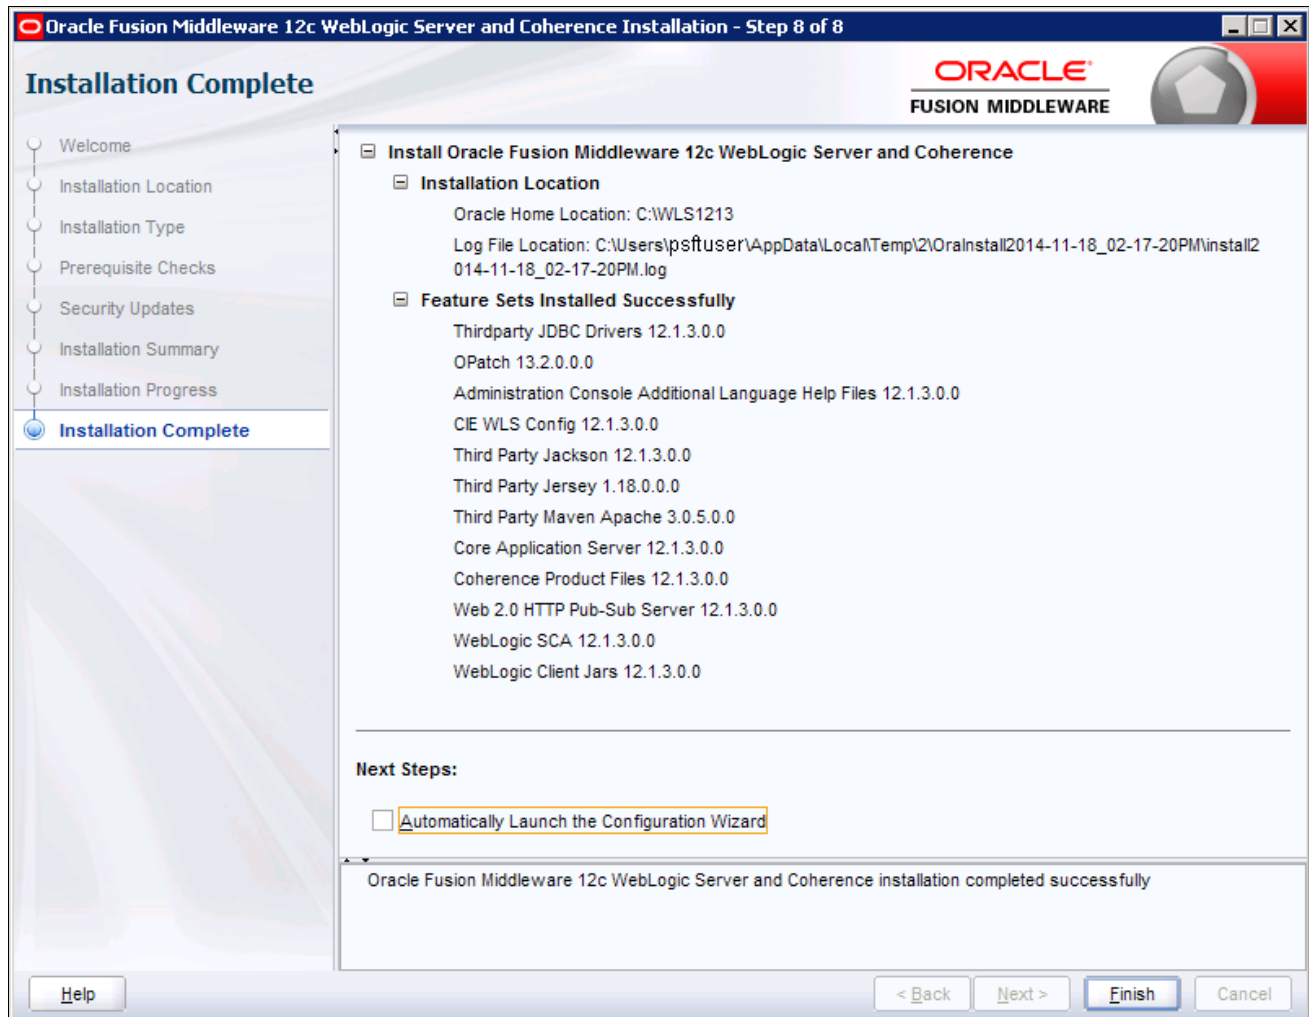 Oracle Fusion Middleware 12c WebLogic Server and Coherence Installation - Step 8 of 8
Installation Complete
ORACLE®
FUSION MIDDLEWARE
Welcome
Installation Location
Installation Type
Prerequisite Checks
Security Updates
Installation Summary
Installation Progress
Installation Complete
Install Oracle Fusion Middleware 12c WebLogic Server and Coherence
Installation Location
Oracle Home Location: C:\WLS1213
Log File Location: C:\Users\psftuser\AppData\Local\Temp\2\OraInstall2014-11-18_02-17-20PM\install2
014-11-18_02-17-20PM.log
Feature Sets Installed Successfully
Thirdparty JDBC Drivers 12.1.3.0.0
OPatch 13.2.0.0.0
Administration Console Additional Language Help Files 12.1.3.0.0
CIE WLS Config 12.1.3.0.0
Third Party Jackson 12.1.3.0.0
Third Party Jersey 1.18.0.0.0
Third Party Maven Apache 3.0.5.0.0
Core Application Server 12.1.3.0.0
Coherence Product Files 12.1.3.0.0
Web 2.0 HTTP Pub-Sub Server 12.1.3.0.0
WebLogic SCA 12.1.3.0.0
WebLogic Client Jars 12.1.3.0.0
Next Steps:
Automatically Launch the Configuration Wizard
Oracle Fusion Middleware 12c WebLogic Server and Coherence installation completed successfully
Help
< Back
Next >
Finish
Cancel